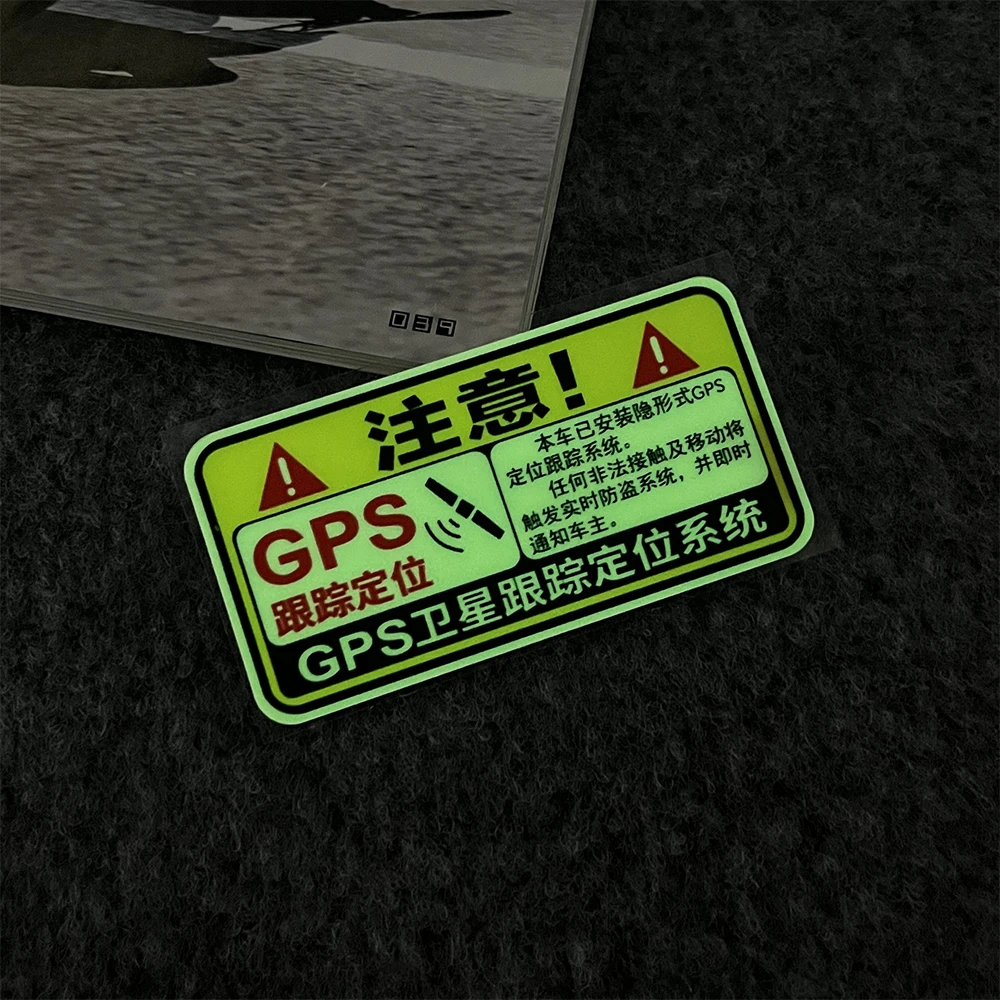 039
注意!
!
!
GPS
跟踪定位
本车已安装隐形式GPS
定位跟踪系统。
任何非法接触及移动将
触发实时防盗系统，并即时
通知车主。
GPS卫星跟踪定位系统